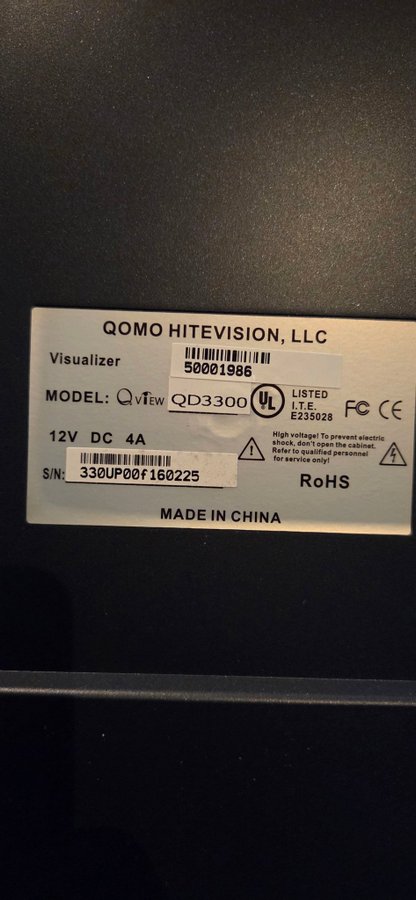 QOMO HITEVISION, LLC
Visualizer
50001986
MODEL: QVIEW QD3300
UL
LISTED
I.T.E.
E235028
FC CE
12V DC 4A
High voltage! To prevent electric
shock, don't open the cabinet.
Refer to qualified personnel
for service only!
S/N: 330UP00f160225
RoHS
MADE IN CHINA